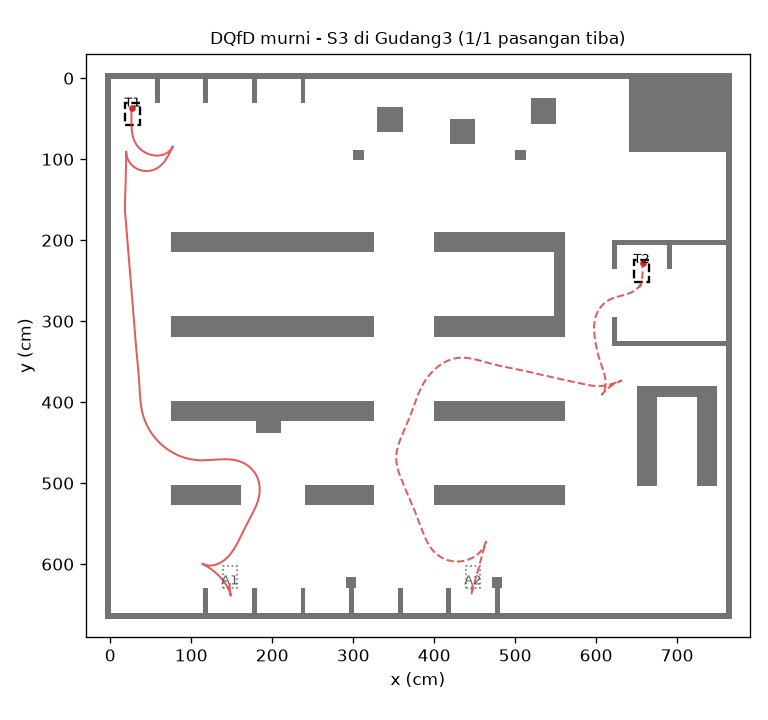 DQfD murni - S3 di Gudang3 (1/1 pasangan tiba)
y (cm)
0
100
200
300
400
500
600
T1
T2
A1
A2
0 100 200 300 400 500 600 700
x (cm)